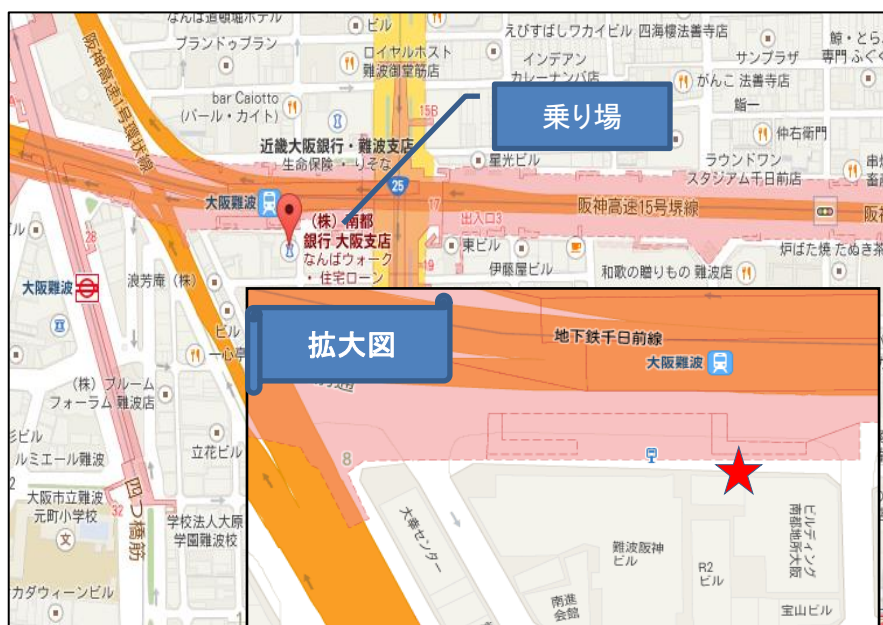 なんば道頓堀ホテル
ブランドゥブラン
ビル
えびすばしワカイビル
四海樓法善寺店
ロイヤルホスト
難波御堂筋店
インデアン
カレーナンバ店
サンプラザ
鯨・とら
専門 ふぐ
阪神高速1号環状線
bar Caiotto
(バール・カイト)
15B
がんこ 法善寺店
鮨一
仲右衛門
乗り場
近畿大阪銀行・難波支店
生命保険・りそな
星光ビル
ラウンドワン
スタジアム千日前店
25
大阪難波
17
出入口3
阪神高速15号堺線
(株) 南都
銀行 大阪支店
なんばウォーク
・住宅ローン
19
東ビル
伊藤屋ビル
和歌の贈りもの 難波店
炉ばた焼 たぬき茶
28
大阪難波
浪芳庵 (株)
ビル
一心亭
(株) ブルーム
フォーラム 難波店
ルミエール難波
立花ビル
大阪市立難波
元町小学校
文
32
四つ橋筋
学校法人大原
学園難波校
カダウィーンビル
拡大図
地下鉄千日前線
大阪難波
8
大幸センター
難波阪神
ビル
R2
ビル
南都地所大阪
ビルディング
南進
会館
宝山ビル